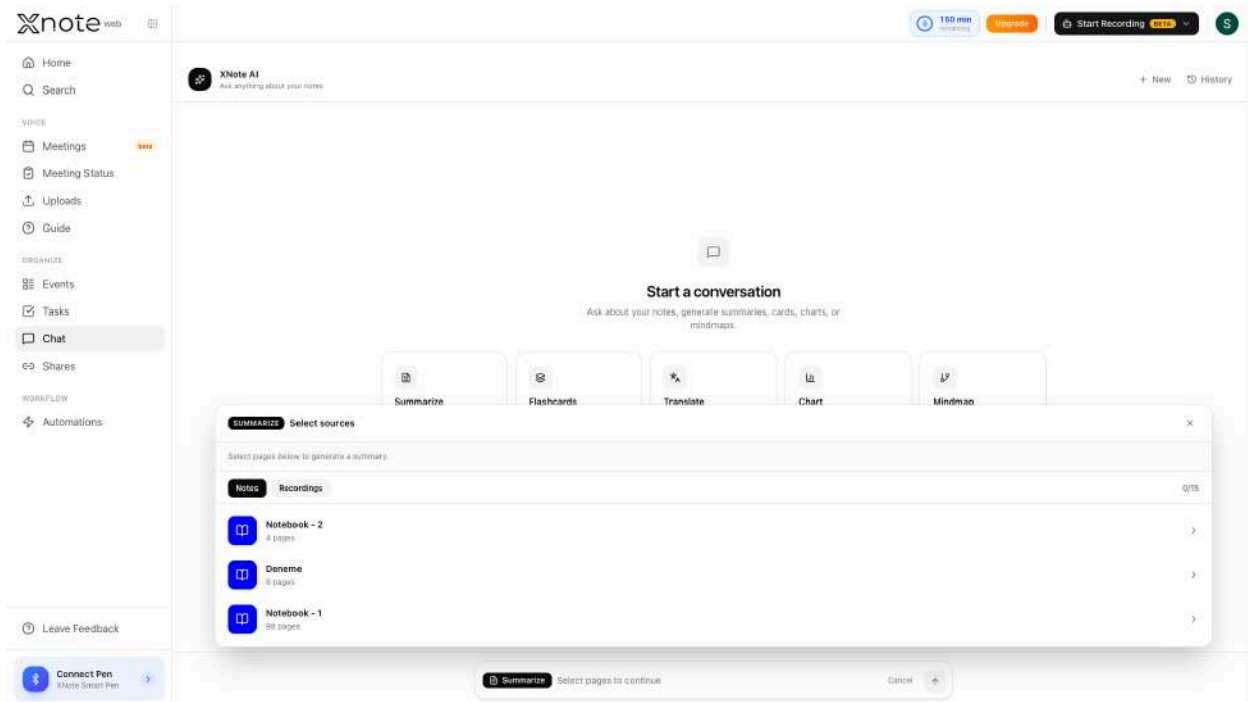 Xnote web
150 min
remaining
Upgrade
Start Recording BETA
S
Home
Search
VOICE
Meetings beta
Meeting Status
Uploads
Guide
ORGANIZE
Events
Tasks
Chat
Shares
WORKFLOW
Automations
Leave Feedback
Connect Pen
XNote Smart Pen
XNote AI
Ask anything about your notes
+ New
History
Start a conversation
Ask about your notes, generate summaries, cards, charts, or
mindmaps.
Summarize
Flashcards
Translate
Chart
Mindmap
SUMMARIZE Select sources
Select pages below to generate a summary.
Notes
Recordings
0/15
Notebook - 2
4 pages
Deneme
8 pages
Notebook - 1
98 pages
Summarize Select pages to continue
Cancel